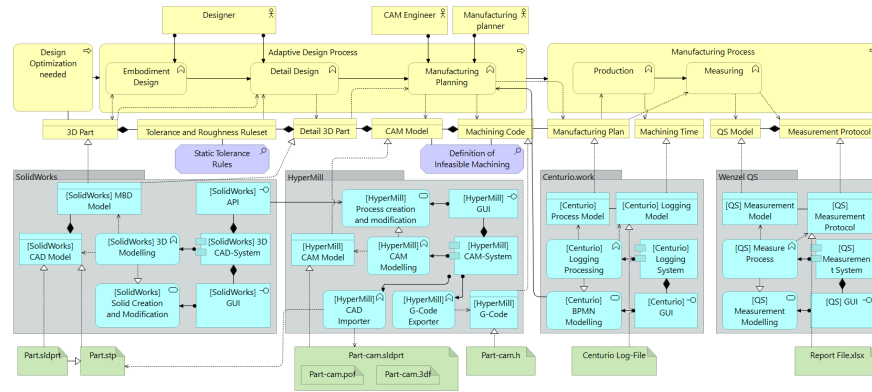 Designer
CAM Engineer
Manufacturing
planner
Design
Optimization
needed
Adaptive Design Process
Manufacturing Process
Embodiment
Design
Detail Design
Manufacturing
Planning
Production
Measuring
3D Part
Tolerance and Roughness Ruleset
Detail 3D Part
CAM Model
Machining Code
Manufacturing Plan
Machining Time
QS Model
Measurement Protocol
Static Tolerance
Rules
Definition of
Infeasible Machining
SolidWorks
HyperMill
Centurio.work
Wenzel QS
[SolidWorks] MBD
Model
[SolidWorks]
API
[SolidWorks]
CAD Model
[SolidWorks] 3D
Modelling
[SolidWorks] 3D
CAD-System
[SolidWorks]
Solid Creation
and Modification
[SolidWorks]
GUI
[HyperMill]
Process creation
and modification
[HyperMill]
GUI
[HyperMill]
CAM Model
[HyperMill]
CAM
Modelling
[HyperMill]
CAM-System
[HyperMill]
CAD
Importer
[HyperMill]
G-Code
Exporter
[HyperMill]
G-Code
[Centurio]
Process Model
[Centurio] Logging
Model
[Centurio]
Logging
Processing
[Centurio]
Logging
System
[Centurio]
BPMN
Modelling
[Centurio]
GUI
[QS] Measurement
Model
[QS]
Measurement
Protocol
[QS] Measure
Process
[QS]
Measuremen
t System
[QS]
Measurement
Modelling
[QS] GUI
Part.sldprt
Part.stp
Part-cam.sldprt
Part-cam.pof
Part-cam.3df
Part-cam.h
Centurio Log-File
Report File.xlsx